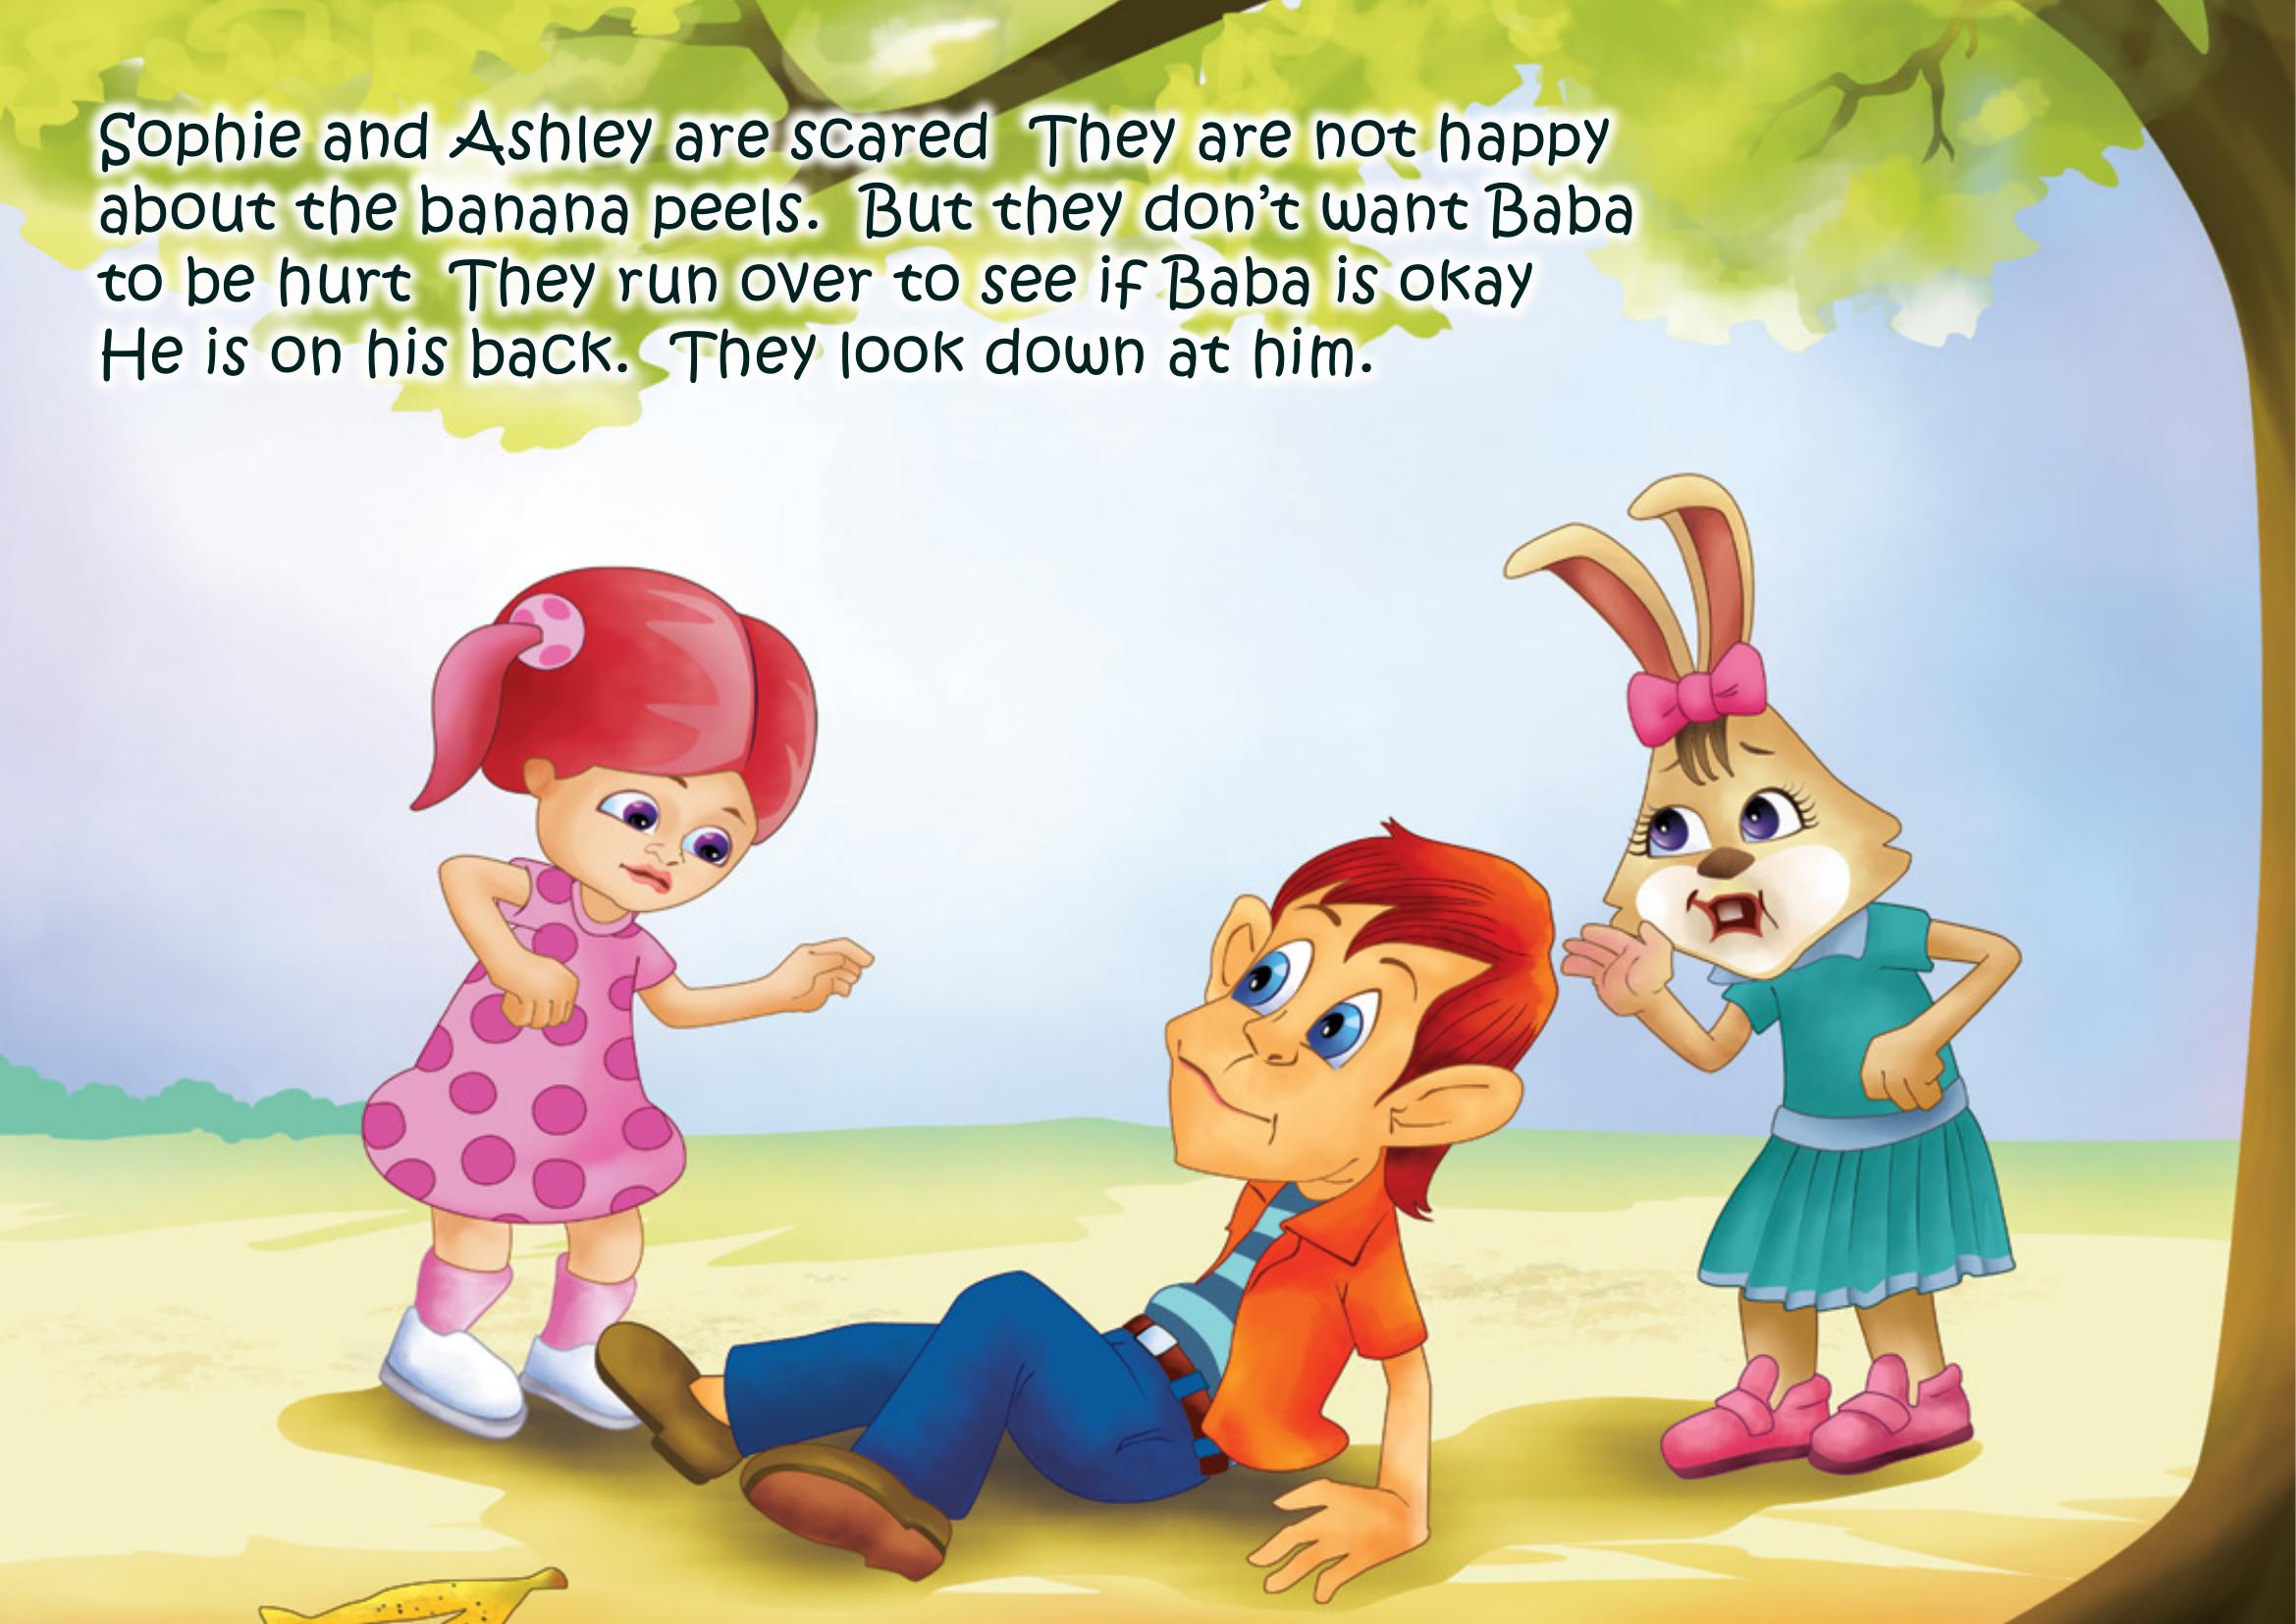 Sophie and Ashley are scared  They are not happy
about the banana peels.  But they don't want Baba
to be hurt  They run over to see if Baba is okay
He is on his back.  They look down at him.